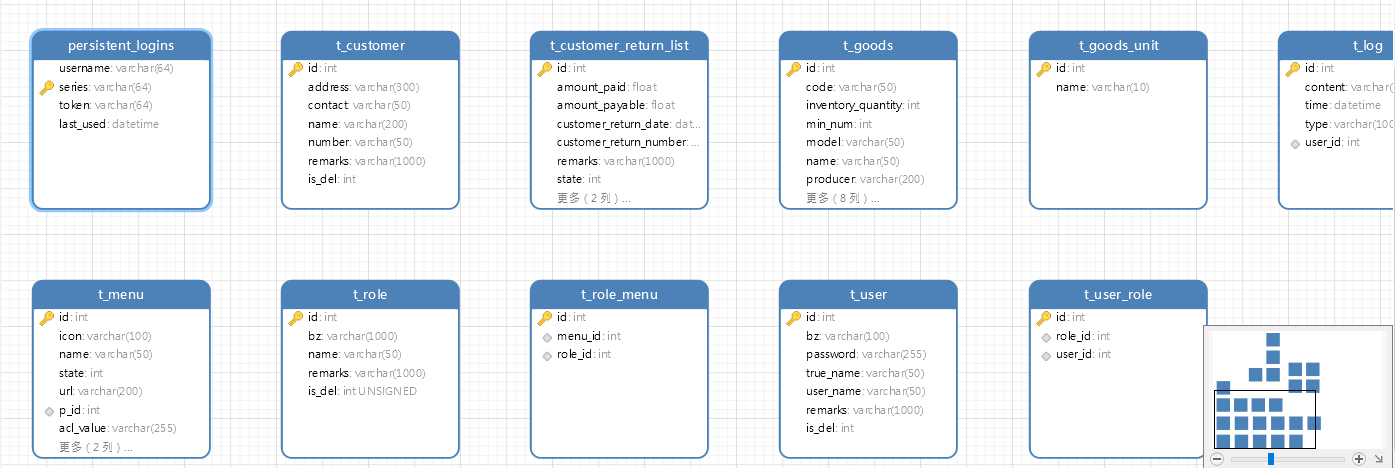 persistent_logins
username: varchar(64)
series: varchar(64)
token: varchar(64)
last_used: datetime
t_customer
id: int
address: varchar(300)
contact: varchar(50)
name: varchar(200)
number: varchar(50)
remarks: varchar(1000)
is_del: int
t_customer_return_list
id: int
amount_paid: float
amount_payable: float
customer_return_date: dat...
customer_return_number: ...
remarks: varchar(1000)
state: int
更多 ( 2 列 ) ...
t_goods
id: int
code: varchar(50)
inventory_quantity: int
min_num: int
model: varchar(50)
name: varchar(50)
producer: varchar(200)
更多 ( 8 列 ) ...
t_goods_unit
id: int
name: varchar(10)
t_log
id: int
content: varchar(
time: datetime
type: varchar(100
user_id: int
t_menu
id: int
icon: varchar(100)
name: varchar(50)
state: int
url: varchar(200)
p_id: int
acl_value: varchar(255)
更多 ( 2 列 ) ...
t_role
id: int
bz: varchar(1000)
name: varchar(50)
remarks: varchar(1000)
is_del: int UNSIGNED
t_role_menu
id: int
menu_id: int
role_id: int
t_user
id: int
bz: varchar(100)
password: varchar(255)
true_name: varchar(50)
user_name: varchar(50)
remarks: varchar(1000)
is_del: int
t_user_role
id: int
role_id: int
user_id: int